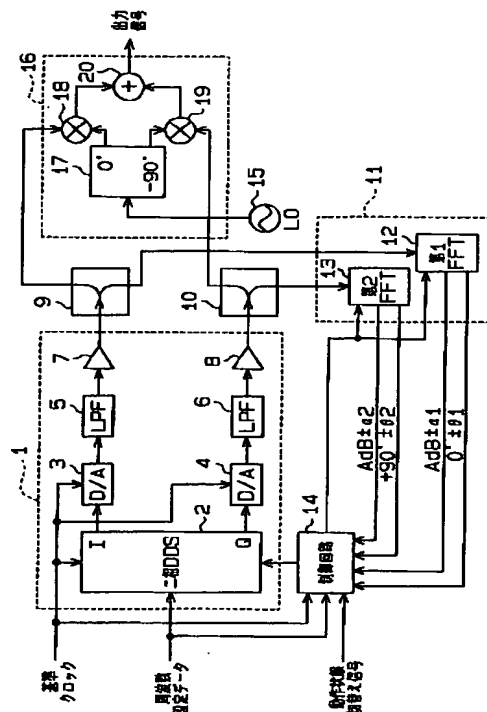 基準
クロック
周波数
設定データ
動作状態
切替え信号
1
2
二相DDS
I
Q
3
D/A
4
D/A
5
LPF
6
LPF
7
8
9
10
14
制御回路
AdB±α2
+90°±β2
AdB±α1
0°±β1
11
12
第1
FFT
13
第2
FFT
15
LO
16
17
0°
-90°
18
19
20
出力
信号